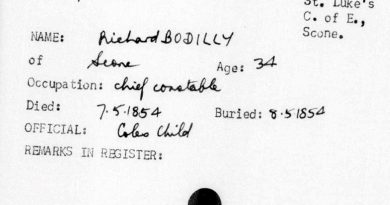 St. Luke's
C. of E.,
Scone.
NAME: Richard BODILLY
of Scone Age: 34
Occupation: chief constable
Died: 7.5.1854 Buried: 8.5.1854
OFFICIAL: Coles Child
REMARKS IN REGISTER: